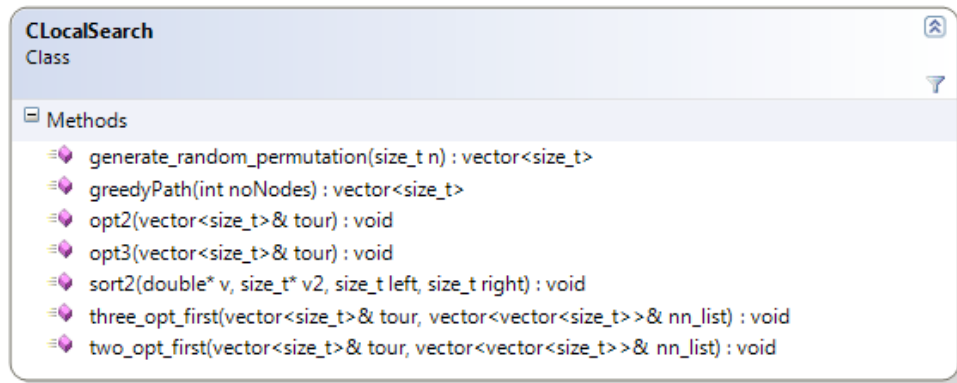 CLocalSearch
Class
Methods
generate_random_permutation(size_t n) : vector<size_t>
greedyPath(int noNodes) : vector<size_t>
opt2(vector<size_t>& tour) : void
opt3(vector<size_t>& tour) : void
sort2(double* v, size_t* v2, size_t left, size_t right) : void
three_opt_first(vector<size_t>& tour, vector<vector<size_t>>& nn_list) : void
two_opt_first(vector<size_t>& tour, vector<vector<size_t>>& nn_list) : void